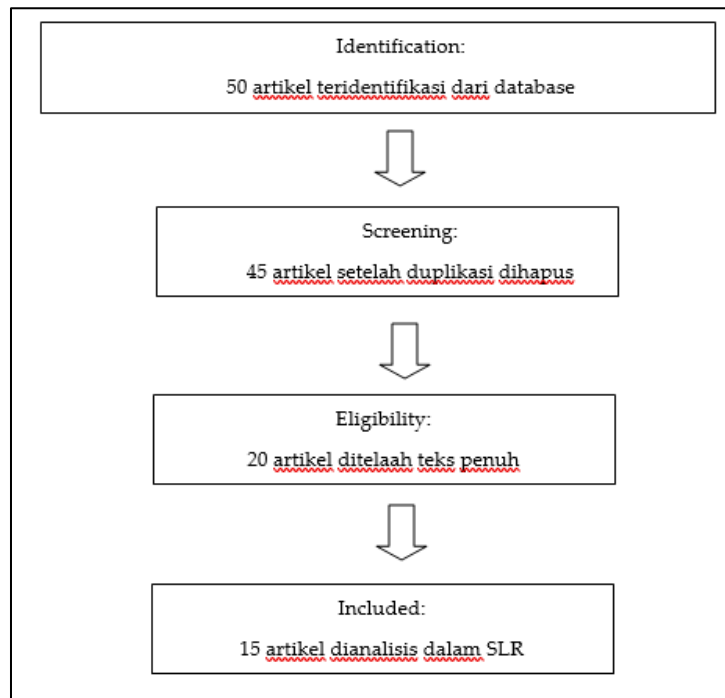 Identification:
50 artikel teridentifikasi dari database
Screening:
45 artikel setelah duplikasi dihapus
Eligibility:
20 artikel ditelaah teks penuh
Included:
15 artikel dianalisis dalam SLR